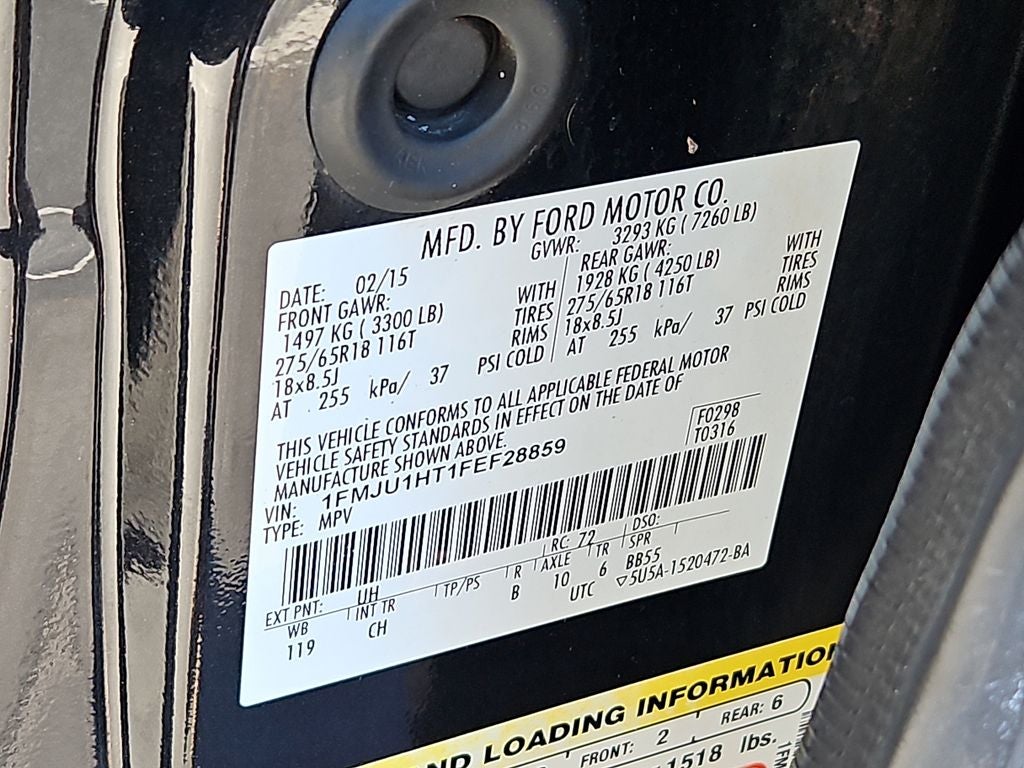 MFD. BY FORD MOTOR CO.
DATE: 02/15 GVWR: 3293 KG ( 7260 LB)
FRONT GAWR: REAR GAWR:
1497 KG ( 3300 LB) WITH 1928 KG ( 4250 LB) WITH
275/65R18 116T TIRES 275/65R18 116T TIRES
18x8.5J RIMS 18x8.5J RIMS
AT 255 kPa/ 37 PSI COLD AT 255 kPa/ 37 PSI COLD
THIS VEHICLE CONFORMS TO ALL APPLICABLE FEDERAL MOTOR
VEHICLE SAFETY STANDARDS IN EFFECT ON THE DATE OF
MANUFACTURE SHOWN ABOVE.
VIN: 1FMJU1HT1FEF28859 F0298
TYPE: MPV T0316
EXT PNT: UH RC: 72 DSO:
WB INT TR TP/PS R AXLE TR SPR
119 CH B 10 6 BB55
UTC ▽5U5A-1520472-BA
ND LOADING INFORMATION
FRONT: 2 REAR: 6
1518 lbs.